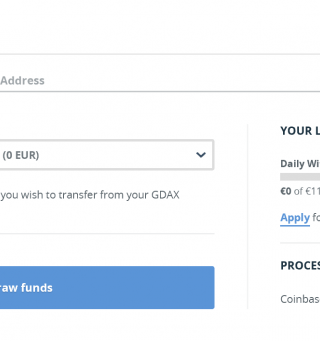 Address
YOUR L
(0 EUR)
Daily Wi
€0 of €11
you wish to transfer from your GDAX
Apply fo
PROCES
raw funds
Coinbas